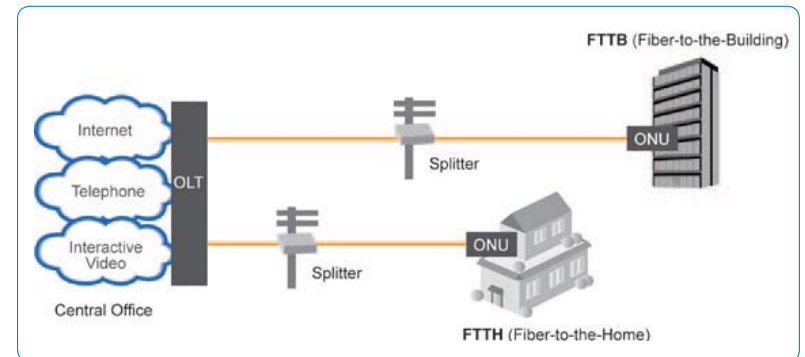 FTTB (Fiber-to-the-Building)
Internet
Telephone
Interactive
Video
OLT
Central Office
Splitter
ONU
Splitter
ONU
FTTH (Fiber-to-the-Home)